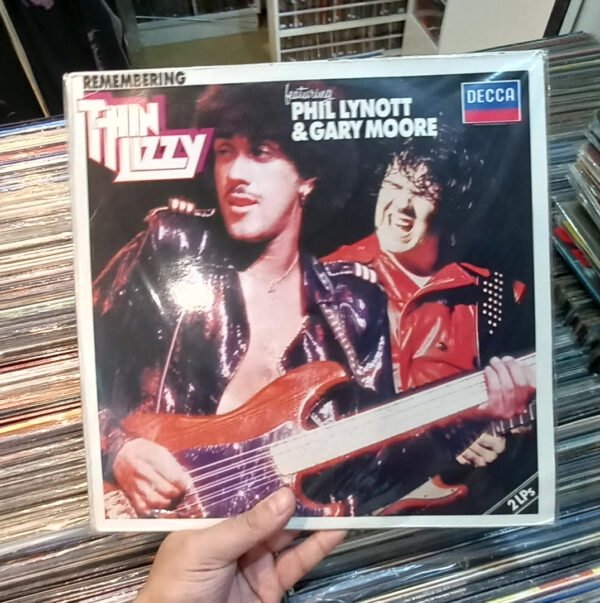 REMEMBERING
THIN
LIZZY
featuring
PHIL LYNOTT
& GARY MOORE
DECCA
2 LPs